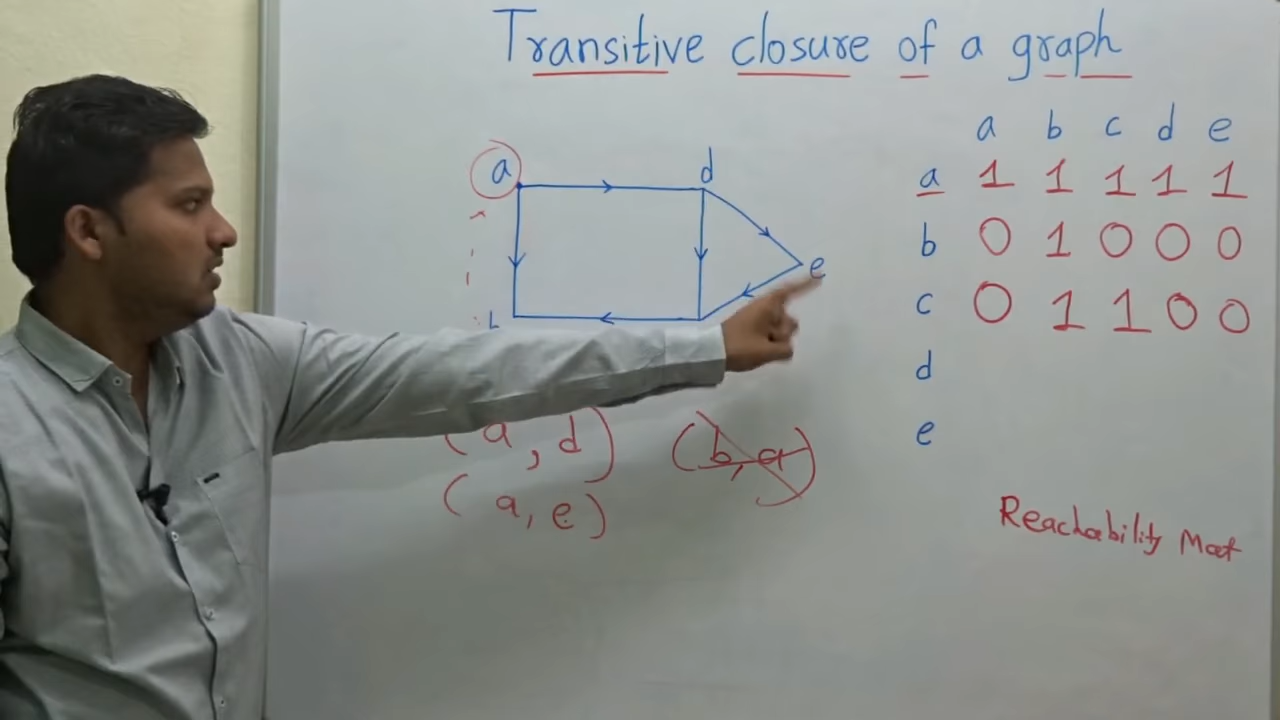 Transitive closure of a graph
a b c d e
a 1 1 1 1 1
b 0 1 0 0 0
c 0 1 1 0 0
d
e
a d
e
(a, d) (b, a)
(a, e)
Reachability Mat